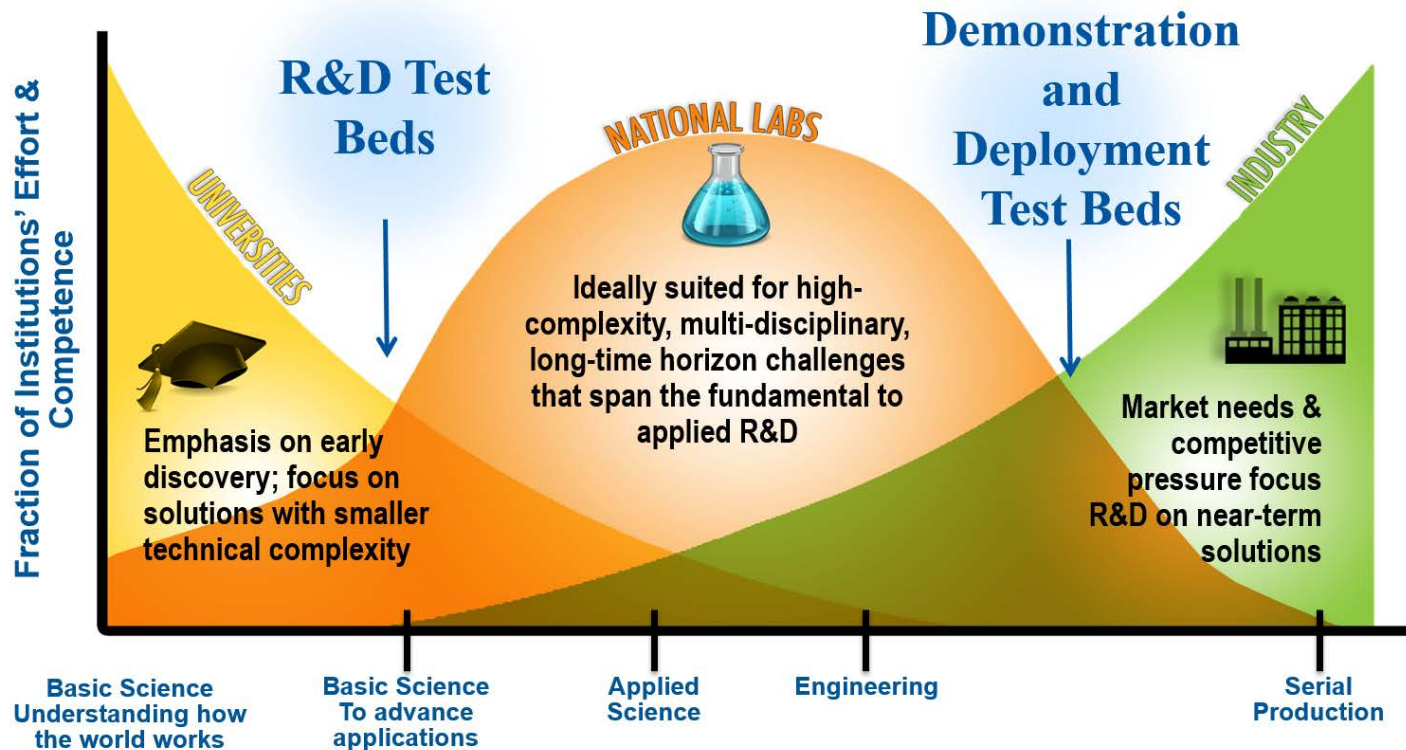 Fraction of Institutions' Effort &
Competence
R&D Test
Beds
Demonstration
and
Deployment
Test Beds
UNIVERSITIES
NATIONAL LABS
INDUSTRY
Emphasis on early
discovery; focus on
solutions with smaller
technical complexity
Ideally suited for high-
complexity, multi-disciplinary,
long-time horizon challenges
that span the fundamental to
applied R&D
Market needs &
competitive
pressure focus
R&D on near-term
solutions
Basic Science
Understanding how
the world works
Basic Science
To advance
applications
Applied
Science
Engineering
Serial
Production